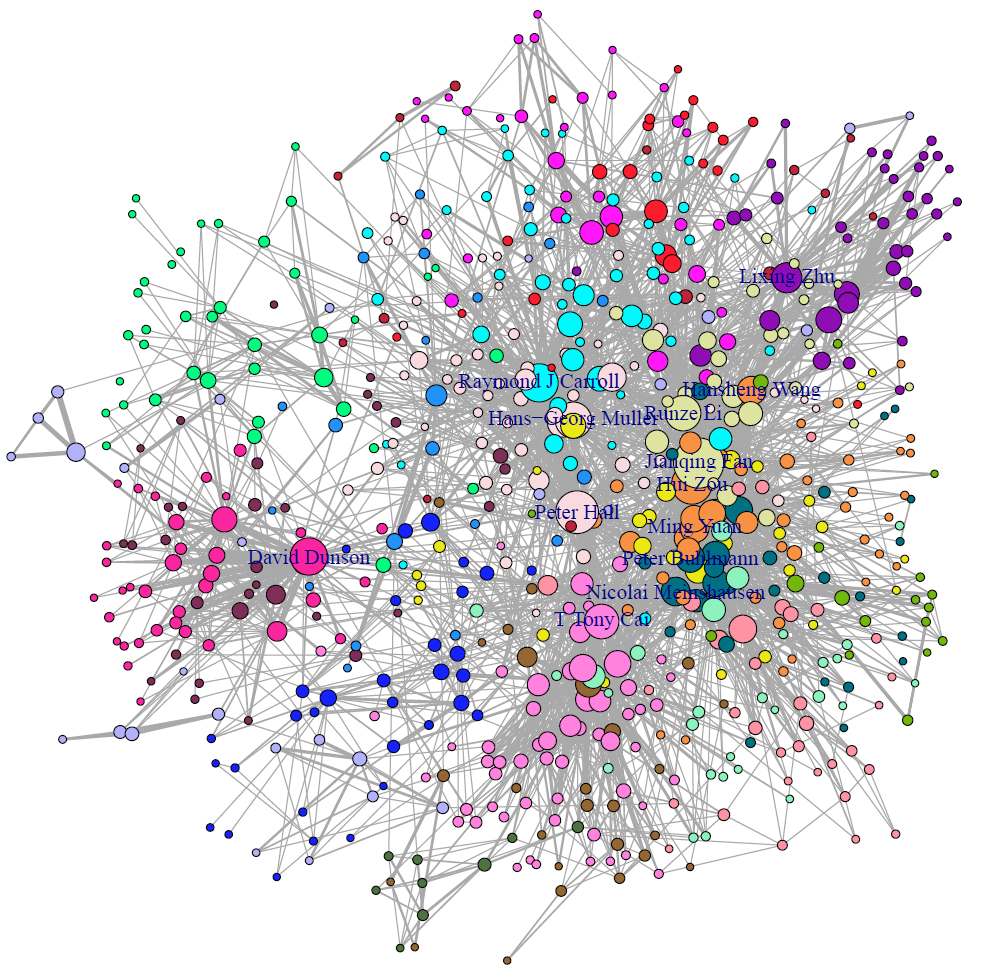 Lixing Zhu
Raymond J Carroll
Hansheng Wang
Hans-Georg Muller
Runze Li
Jianqing Fan
Hui Zou
Peter Hall
Ming Yuan
David Dunson
Peter Buhlmann
Nicolai Meinshausen
T Tony Cai